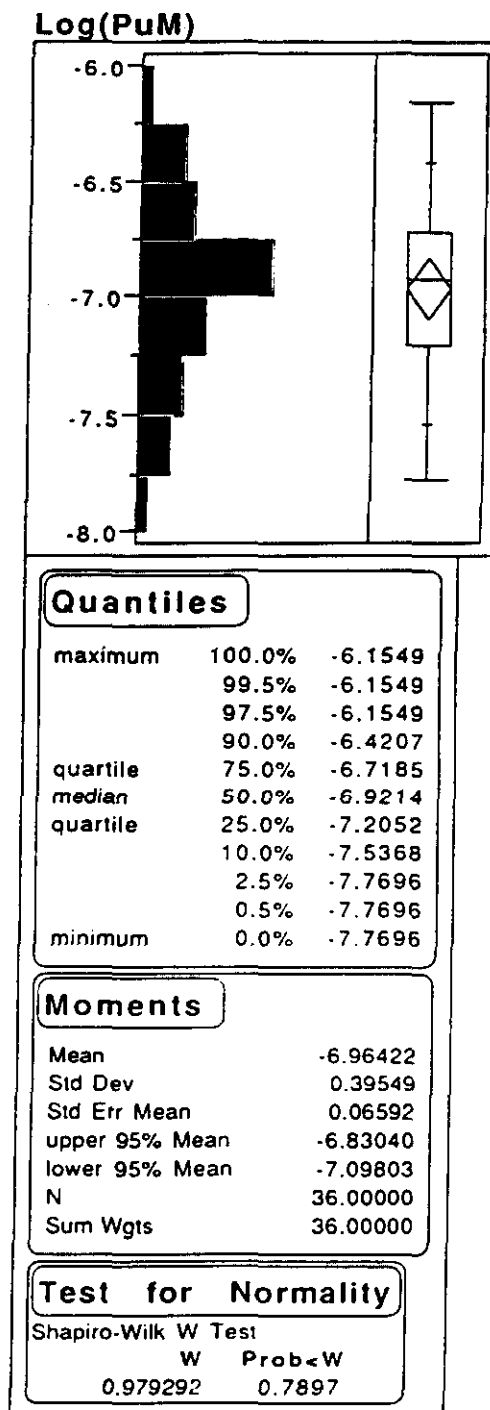 Log(PuM)
-6.0
-6.5
-7.0
-7.5
-8.0
Quantiles
maximum 100.0% -6.1549
99.5% -6.1549
97.5% -6.1549
90.0% -6.4207
quartile 75.0% -6.7185
median 50.0% -6.9214
quartile 25.0% -7.2052
10.0% -7.5368
2.5% -7.7696
0.5% -7.7696
minimum 0.0% -7.7696
Moments
Mean -6.96422
Std Dev 0.39549
Std Err Mean 0.06592
upper 95% Mean -6.83040
lower 95% Mean -7.09803
N 36.00000
Sum Wgts 36.00000
Test for Normality
Shapiro-Wilk W Test
W Prob<W
0.979292 0.7897